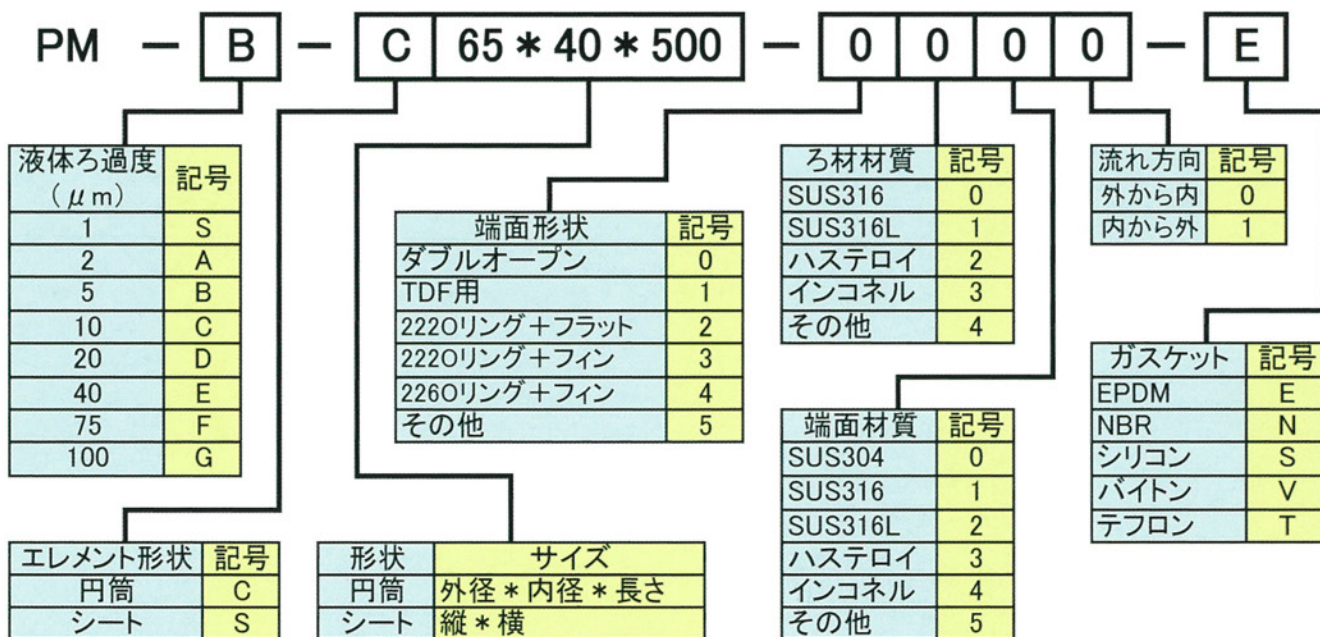 PM － B － C 65＊40＊500 － 0 0 0 0 － E
液体ろ過度
（μm） 記号
1 S
2 A
5 B
10 C
20 D
40 E
75 F
100 G
端面形状 記号
ダブルオープン 0
TDF用 1
222Oリング＋フラット 2
222Oリング＋フィン 3
226Oリング＋フィン 4
その他 5
ろ材材質 記号
SUS316 0
SUS316L 1
ハステロイ 2
インコネル 3
その他 4
流れ方向 記号
外から内 0
内から外 1
ガスケット 記号
EPDM E
NBR N
シリコン S
バイトン V
テフロン T
エレメント形状 記号
円筒 C
シート S
形状 サイズ
円筒 外径＊内径＊長さ
シート 縦＊横
端面材質 記号
SUS304 0
SUS316 1
SUS316L 2
ハステロイ 3
インコネル 4
その他 5